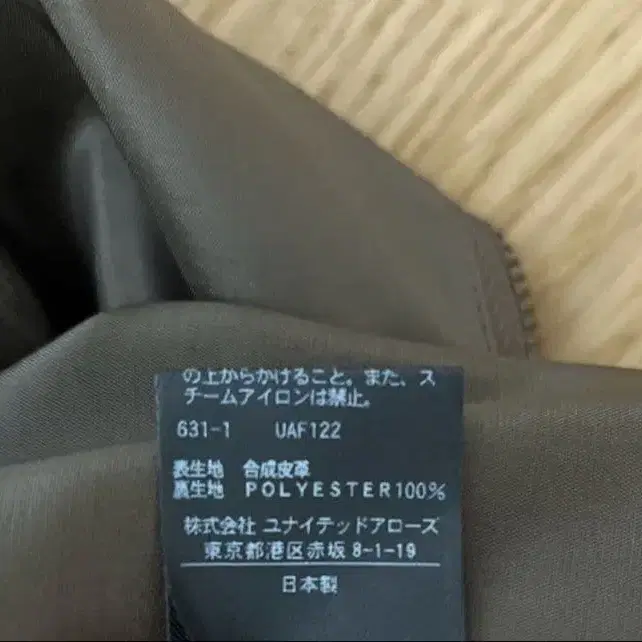 の上からかけること。また、ス
チームアイロンは禁止。
631-1 UAF122
表生地 合成皮革
裏生地 POLYESTER100%
株式会社 ユナイテッドアローズ
東京都港区赤坂8-1-19
日本製